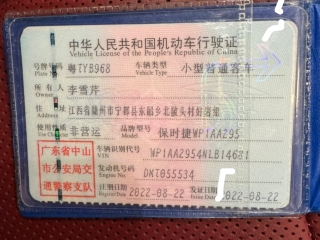 中华人民共和国机动车行驶证
Vehicle License of the People's Republic of China
号牌号码 粤TYB968 车辆类型 小型普通客车
Plate No. Vehicle Type
所有人 李雪芹
Owner
住址 江西省赣州市宁都县东韶乡北陂头村好岩组
使用性质 非营运 品牌型号 保时捷WP1AA295
Use Character Model
广东省中山市公安局交通警察支队
车辆识别代号 WP1AA2954NLB14681
VIN
发动机号码 DKT055534
Engine No.
注册日期 2022-08-22 发证日期 2022-08-22
Register Date Issue Date